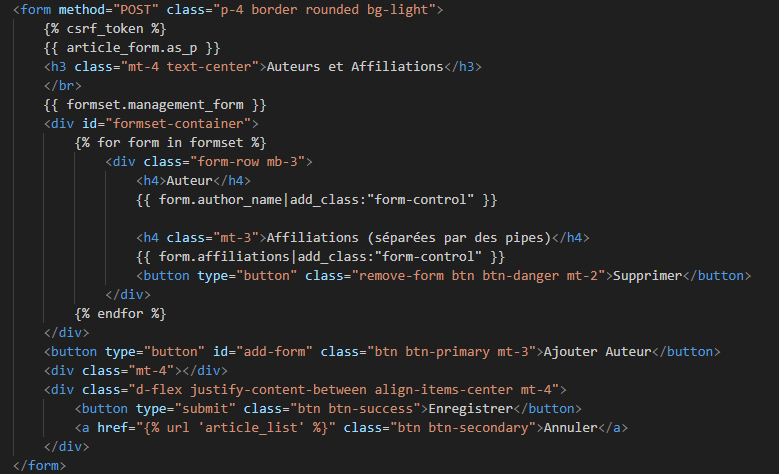 <form method="POST" class="p-4 border rounded bg-light">
{% csrf_token %}
{{ article_form.as_p }}
<h3 class="mt-4 text-center">Auteurs et Affiliations</h3>
</br>
{{ formset.management_form }}
<div id="formset-container">
{% for form in formset %}
<div class="form-row mb-3">
<h4>Auteur</h4>
{{ form.author_name|add_class:"form-control" }}
<h4 class="mt-3">Affiliations (séparées par des pipes)</h4>
{{ form.affiliations|add_class:"form-control" }}
<button type="button" class="remove-form btn btn-danger mt-2">Supprimer</button>
</div>
{% endfor %}
</div>
<button type="button" id="add-form" class="btn btn-primary mt-3">Ajouter Auteur</button>
<div class="mt-4"></div>
<div class="d-flex justify-content-between align-items-center mt-4">
<button type="submit" class="btn btn-success">Enregistrer</button>
<a href="{% url 'article_list' %}" class="btn btn-secondary">Annuler</a>
</div>
</form>